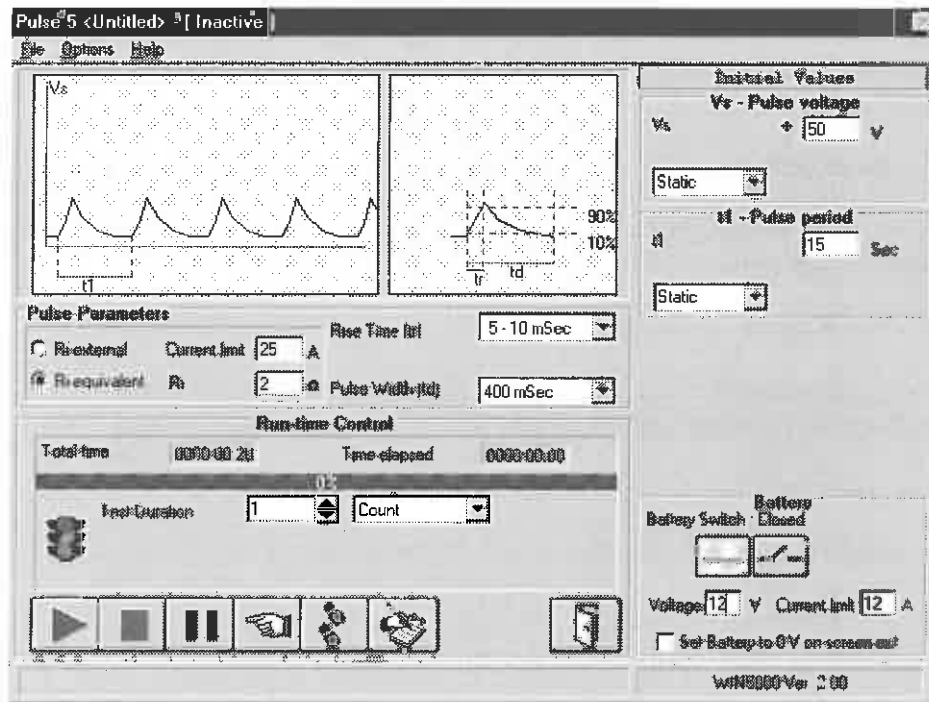 Pulse 5 <Untitled> [ Inactive ]
File Options Help
Vs
t1
90%
10%
tr
td
Pulse Parameters
Ri external
Current limit 25 A
Ri equivalent
Ri 2
Rise Time (tr) 5 - 10 mSec
Pulse Width (td) 400 mSec
Run-time Control
Total time
Time elapsed 0000:00:00
0%
Test Duration 1 Count
Initial Values
Vs - Pulse voltage
Vs + 50 V
Static
t1 - Pulse period
t1 15 Sec
Static
Battery
Battery Switch : Closed
Voltage 12 V Current limit 12 A
Set Battery to 0 V on screen exit
WIN5000 Ver 2.00